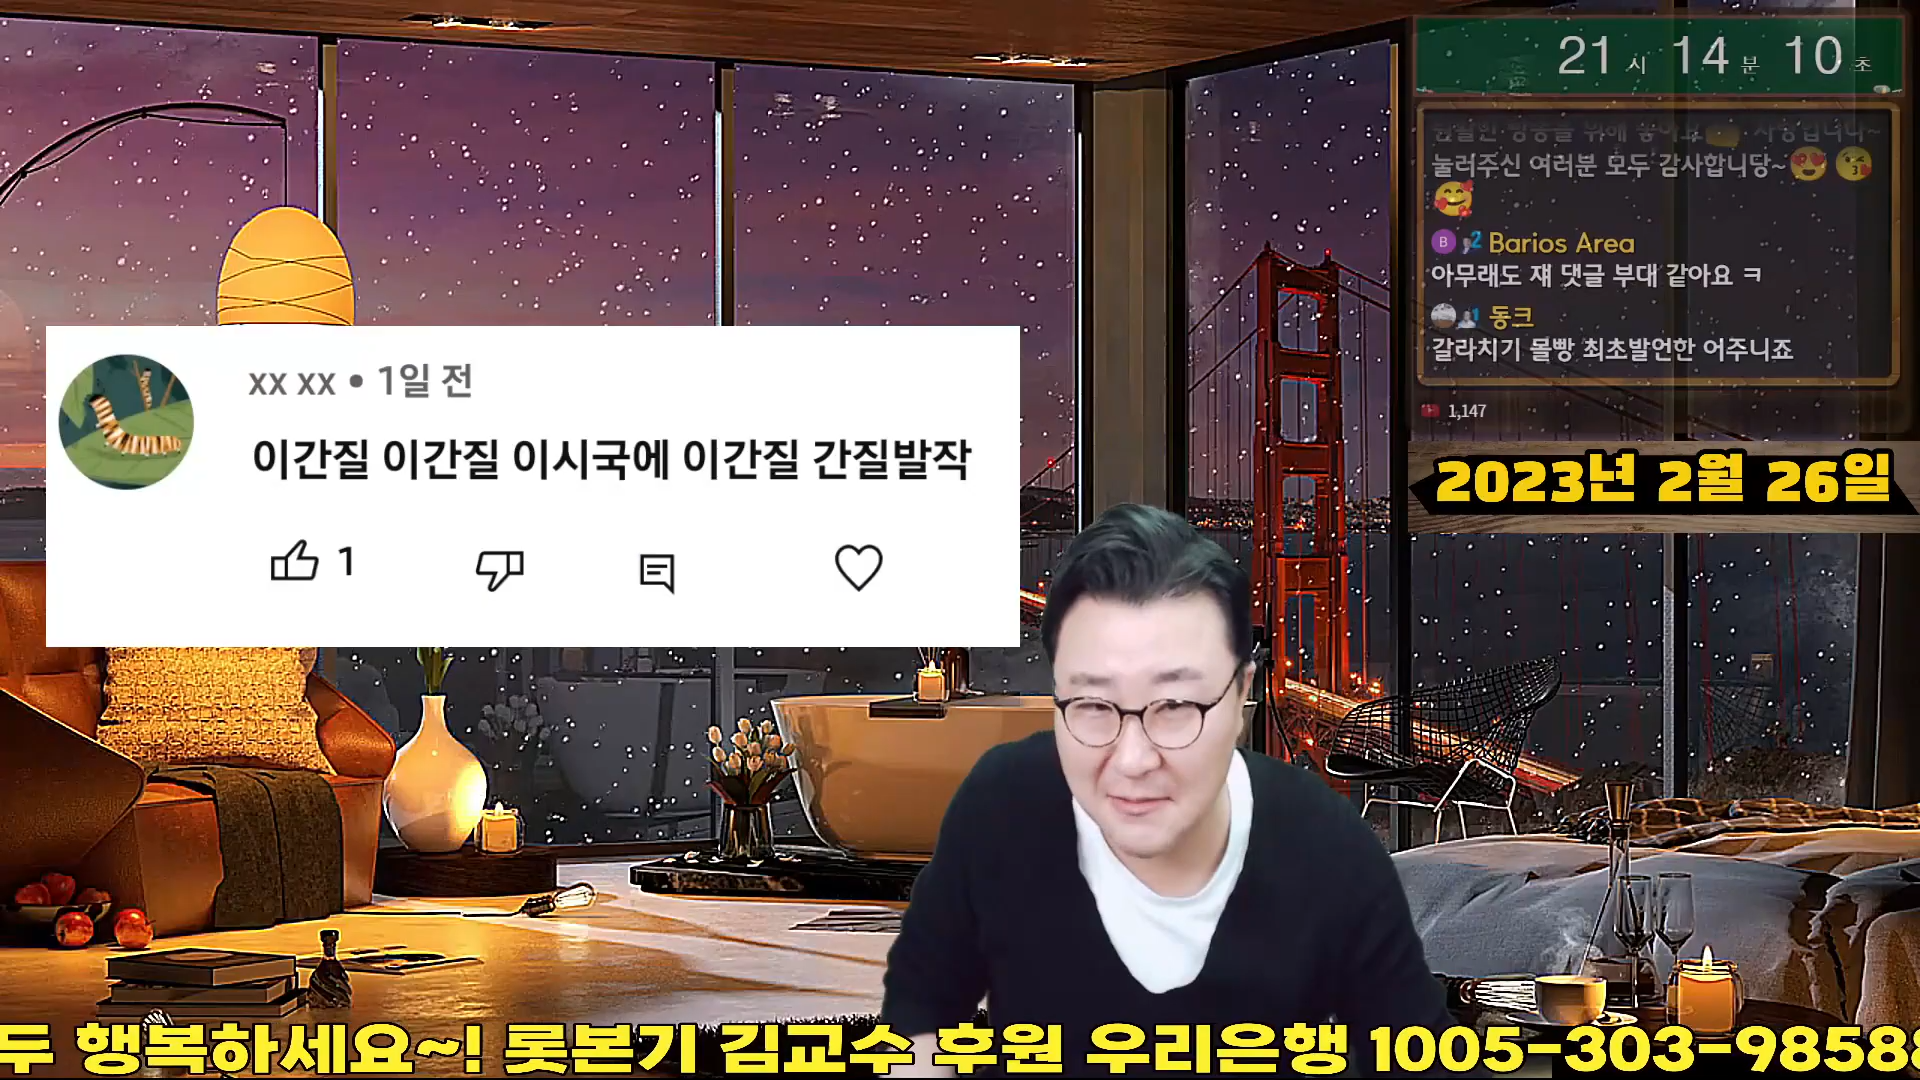 21 시 14 분 10 초
눌러주신 여러분 모두 감사합니당~
B 2 Barios Area
아무래도 쟤 댓글 부대 같아요 ㅋ
1 동크
갈라치기 몰빵 최초발언한 어주니죠
1,147
2023년 2월 26일
xx xx • 1일 전
이간질 이간질 이시국에 이간질 간질발작
1
두 행복하세요~! 롯본기 김교수 후원 우리은행 1005-303-9858